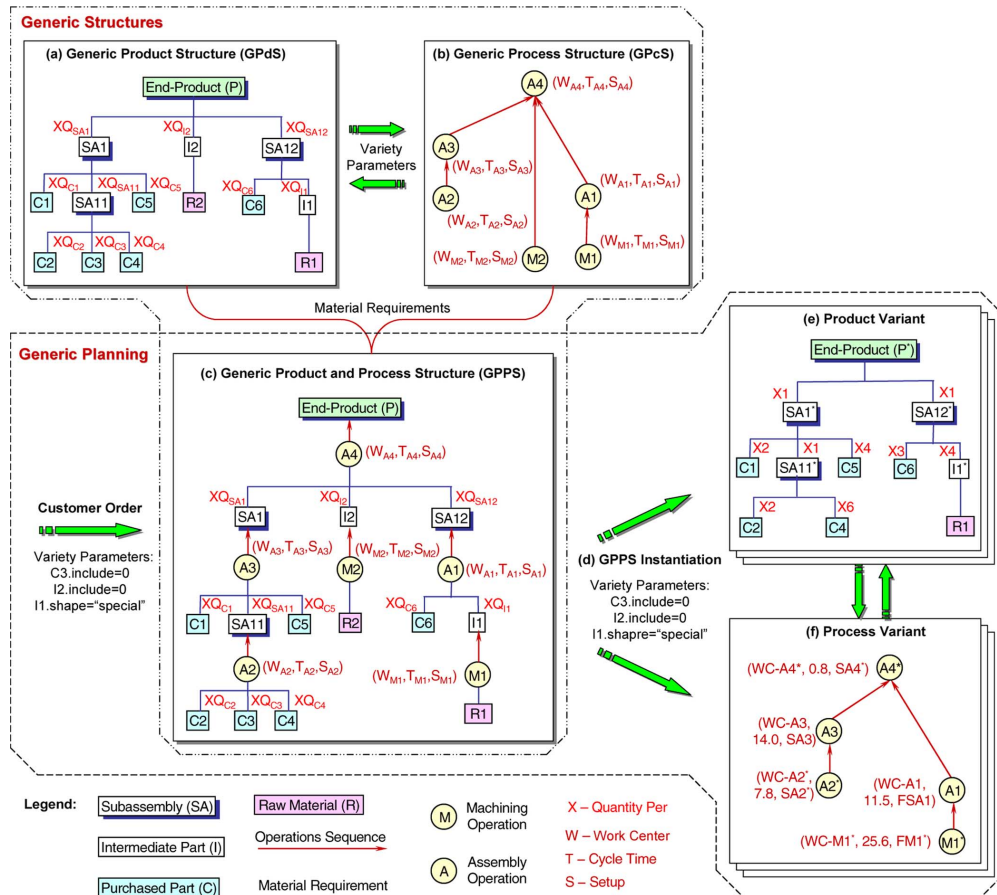 Generic Structures
(a) Generic Product Structure (GPdS)
End-Product (P)
XQSA1
XQI2
XQSA12
SA1
I2
SA12
XQC1
XQSA11
XQC5
XQC6
XQI1
C1
SA11
C5
R2
C6
I1
XQC2
XQC3
XQC4
C2
C3
C4
R1
Variety
Parameters
(b) Generic Process Structure (GPcS)
A4
(WA4,TA4,SA4)
A3
(WA3,TA3,SA3)
(WA1,TA1,SA1)
A2
A1
(WA2,TA2,SA2)
(WM1,TM1,SM1)
(WM2,TM2,SM2)
M2
M1
Material Requirements
Generic Planning
(c) Generic Product and Process Structure (GPPS)
End-Product (P)
A4
(WA4,TA4,SA4)
XQSA1
XQI2
XQSA12
SA1
I2
SA12
(WA3,TA3,SA3)
(WM2,TM2,SM2)
A3
M2
A1
(WA1,TA1,SA1)
XQC1
XQSA11
XQC5
XQC6
XQI1
C1
SA11
C5
R2
C6
I1
A2
(WA2,TA2,SA2)
(WM1,TM1,SM1)
M1
XQC2
XQC3
XQC4
C2
C3
C4
R1
Customer Order
Variety Parameters:
C3.include=0
I2.include=0
I1.shape=“special”
(d) GPPS Instantiation
Variety Parameters:
C3.include=0
I2.include=0
I1.shapre=“special”
(e) Product Variant
End-Product (P*)
X1
X1
SA1*
SA12*
X2
X1
X4
X3
X4
C1
SA11*
C5
C6
I1*
X2
X6
C2
C4
R1
(f) Process Variant
(WC-A4*, 0.8, SA4*)
A4*
(WC-A3,
14.0, SA3)
A3
(WC-A2*,
7.8, SA2*)
A2*
(WC-A1,
11.5, FSA1)
A1
(WC-M1*, 25.6, FM1*)
M1*
Legend:
Subassembly (SA)
Raw Material (R)
M
Machining
Operation
X – Quantity Per
Intermediate Part (I)
Operations Sequence
W – Work Center
T – Cycle Time
Purchased Part (C)
Material Requirement
A
Assembly
Operation
S – Setup